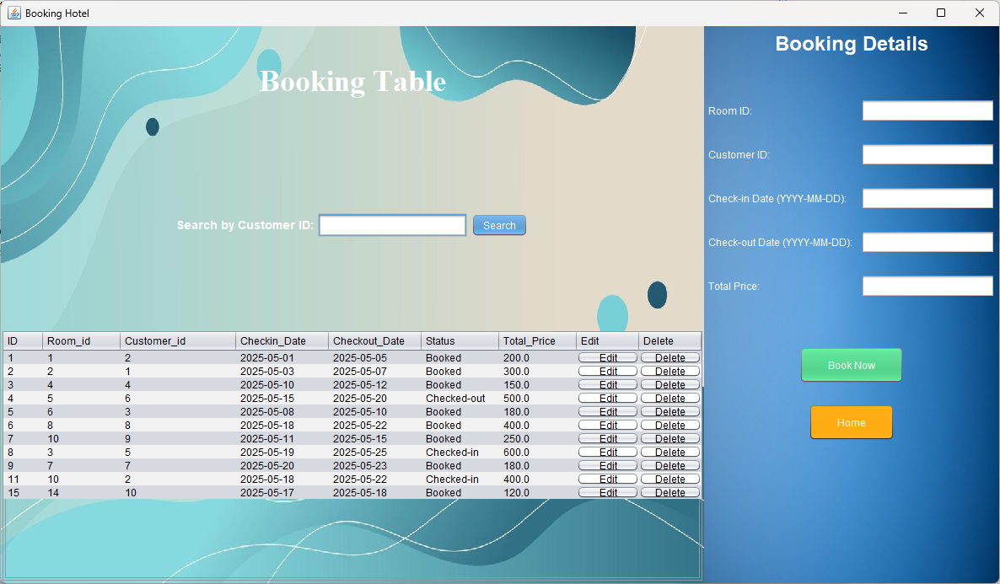 Booking Hotel
Booking Table
Search by Customer ID: Search
ID Room_id Customer_id Checkin_Date Checkout_Date Status Total_Price Edit Delete
1 1 2 2025-05-01 2025-05-05 Booked 200.0 Edit Delete
2 2 1 2025-05-03 2025-05-07 Booked 300.0 Edit Delete
3 4 4 2025-05-10 2025-05-12 Booked 150.0 Edit Delete
4 5 6 2025-05-15 2025-05-20 Checked-out 500.0 Edit Delete
5 6 3 2025-05-08 2025-05-10 Booked 180.0 Edit Delete
6 8 8 2025-05-18 2025-05-22 Booked 400.0 Edit Delete
7 10 9 2025-05-11 2025-05-15 Booked 250.0 Edit Delete
8 3 5 2025-05-19 2025-05-25 Checked-in 600.0 Edit Delete
9 7 7 2025-05-20 2025-05-23 Booked 180.0 Edit Delete
11 10 2 2025-05-18 2025-05-22 Checked-in 400.0 Edit Delete
15 14 10 2025-05-17 2025-05-18 Booked 120.0 Edit Delete
Booking Details
Room ID:
Customer ID:
Check-in Date (YYYY-MM-DD):
Check-out Date (YYYY-MM-DD):
Total Price:
Book Now
Home